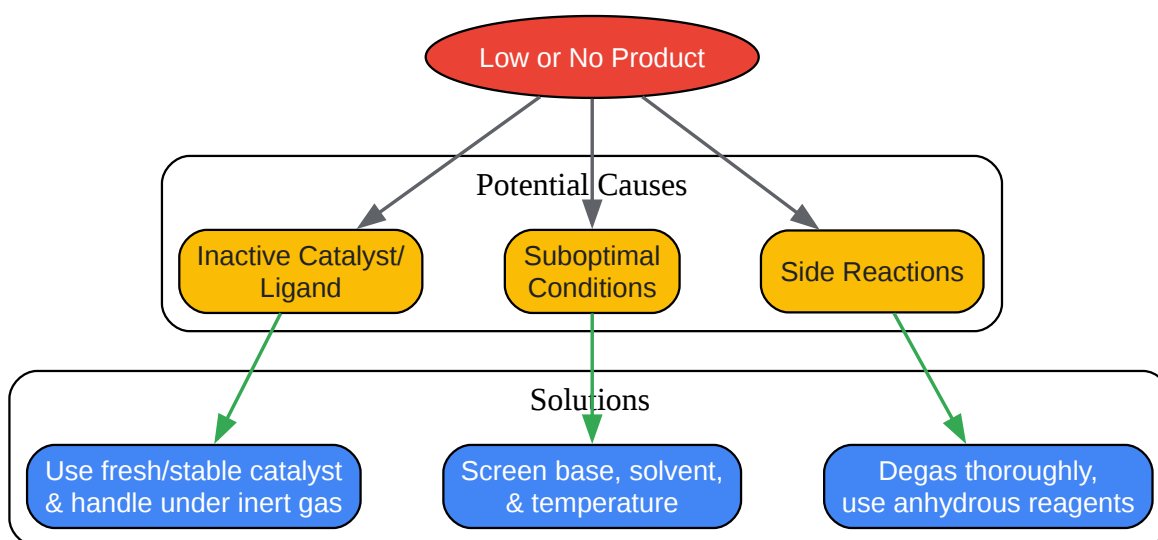 Low or No Product
Potential Causes
Inactive Catalyst/
Ligand
Suboptimal
Conditions
Side Reactions
Solutions
Use fresh/stable catalyst
& handle under inert gas
Screen base, solvent,
& temperature
Degas thoroughly,
use anhydrous reagents